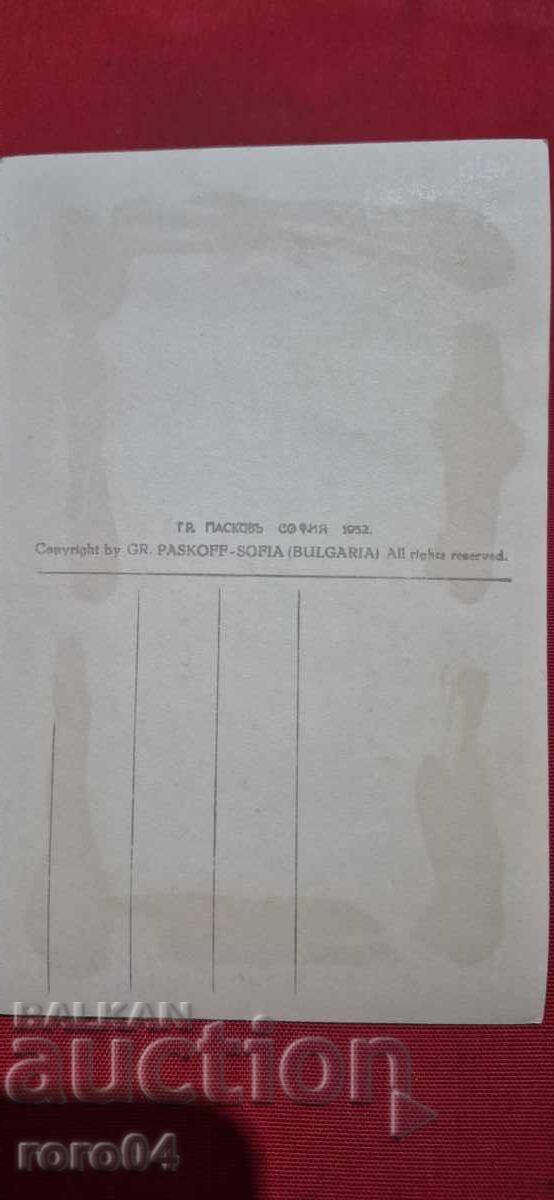 ГР. ПАСКОВЪ СОФИЯ 1932.
Copyright by GR. PASKOFF-SOFIA (BULGARIA) All rights reserved.
BALKAN
auction
roro04